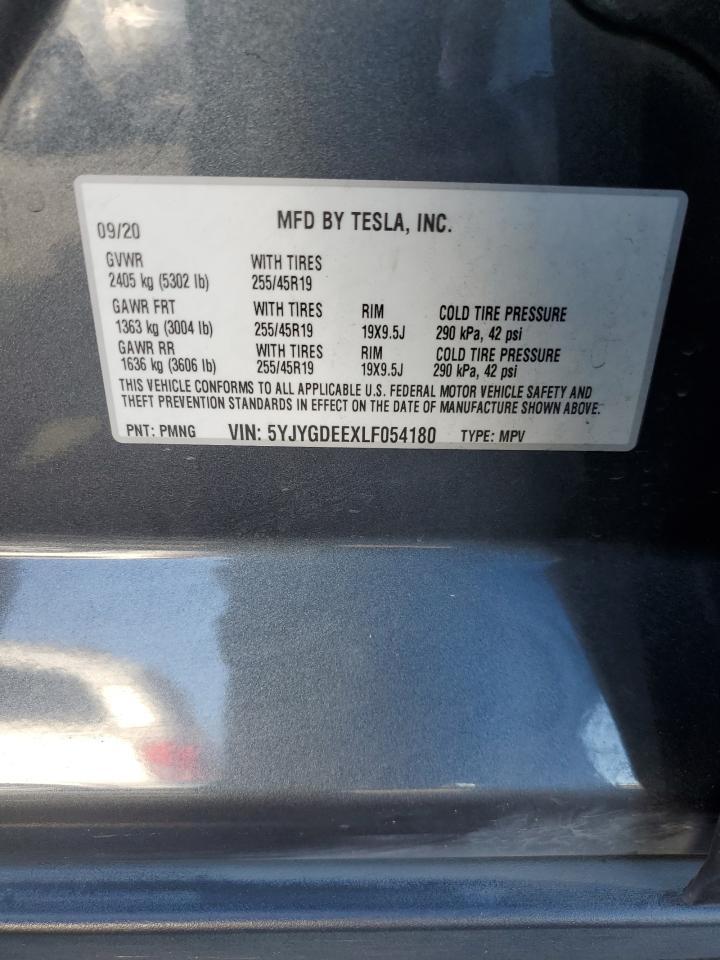 09/20 MFD BY TESLA, INC.
GVWR WITH TIRES
2405 kg (5302 lb) 255/45R19
GAWR FRT WITH TIRES RIM COLD TIRE PRESSURE
1363 kg (3004 lb) 255/45R19 19X9.5J 290 kPa, 42 psi
GAWR RR WITH TIRES RIM COLD TIRE PRESSURE
1636 kg (3606 lb) 255/45R19 19X9.5J 290 kPa, 42 psi
THIS VEHICLE CONFORMS TO ALL APPLICABLE U.S. FEDERAL MOTOR VEHICLE SAFETY AND
THEFT PREVENTION STANDARDS IN EFFECT ON THE DATE OF MANUFACTURE SHOWN ABOVE.
PNT: PMNG VIN: 5YJYGDEEXLF054180 TYPE: MPV